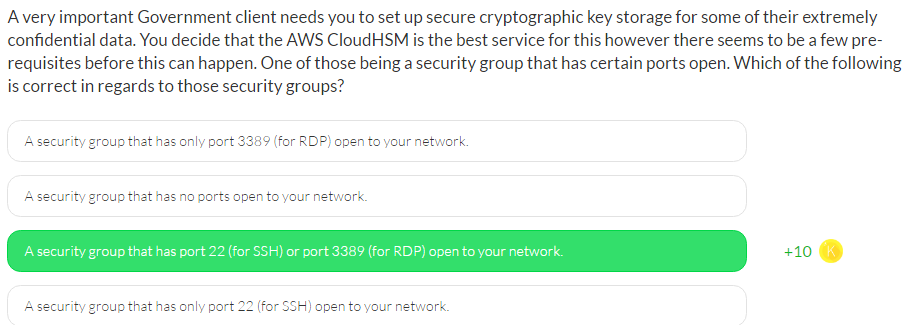 A very important Government client needs you to set up secure cryptographic key storage for some of their extremely
confidential data. You decide that the AWS CloudHSM is the best service for this however there seems to be a few pre-
requisites before this can happen. One of those being a security group that has certain ports open. Which of the following
is correct in regards to those security groups?
A security group that has only port 3389 (for RDP) open to your network.
A security group that has no ports open to your network.
A security group that has port 22 (for SSH) or port 3389 (for RDP) open to your network.
+10 K
A security group that has only port 22 (for SSH) open to your network.